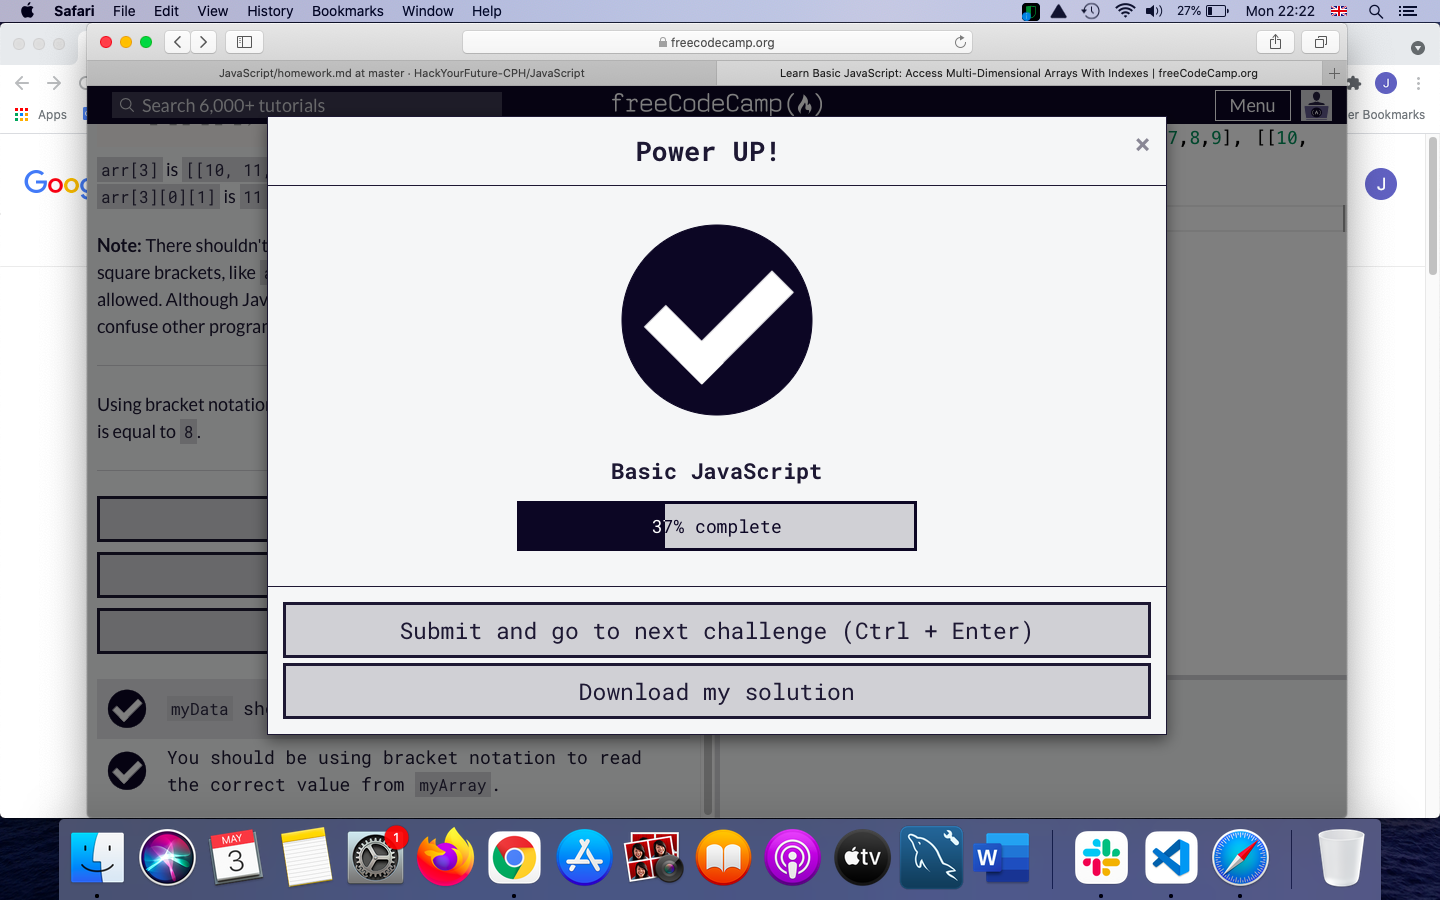 Safari File Edit View History Bookmarks Window Help 27% Mon 22:22
freecodecamp.org
JavaScript/homework.md at master · HackYourFuture-CPH/JavaScript
Learn Basic JavaScript: Access Multi-Dimensional Arrays With Indexes | freeCodeCamp.org
Search 6,000+ tutorials
freeCodeCamp
Menu
J
Apps
er Bookmarks
Power UP!
×
7,8,9], [[10,
arr[3] is [[10, 11,
arr[3][0][1] is 11
Goog
J
Note: There shouldn't
square brackets, like
allowed. Although Jav
confuse other program
Using bracket notation
is equal to 8.
Basic JavaScript
37% complete
Submit and go to next challenge (Ctrl + Enter)
Download my solution
myData sho
You should be using bracket notation to read
the correct value from myArray.
MAY
3
1
tv
W